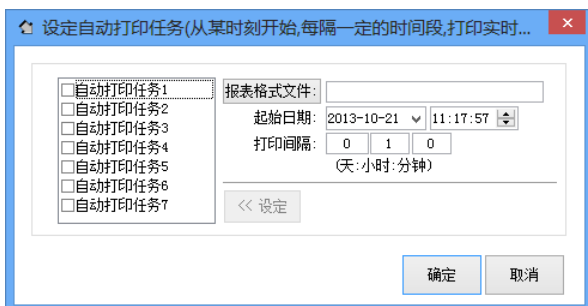 设定自动打印任务(从某时刻开始,每隔一定的时间段,打印实时...
自动打印任务1
自动打印任务2
自动打印任务3
自动打印任务4
自动打印任务5
自动打印任务6
自动打印任务7
报表格式文件:
起始日期: 2013-10-21 11:17:57
打印间隔: 0 1 0
(天:小时:分钟)
<< 设定
确定 取消